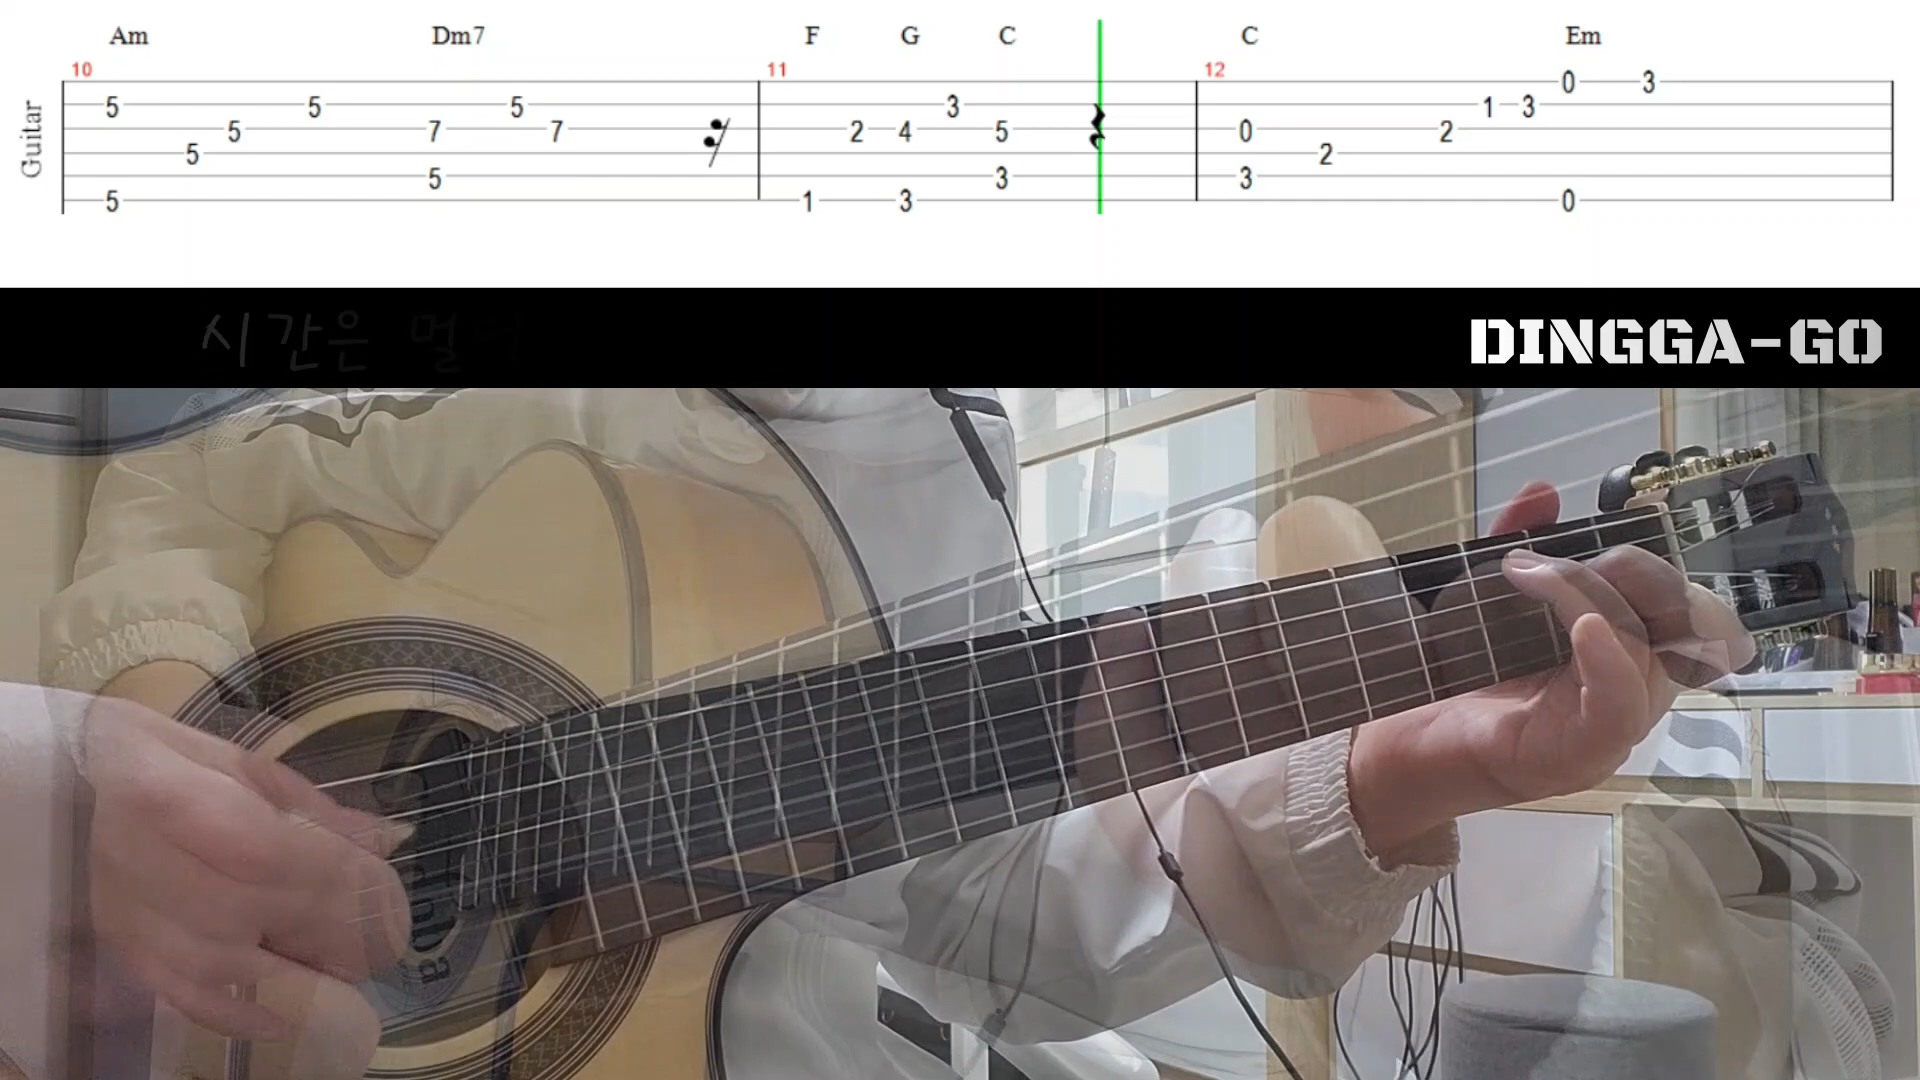 Am Dm7 F G C C Em
10 11 12
Guitar
0 3
5 5 5 3 1 3
5 7 7 2 4 5 0 2
5 2
5 3 3
5 1 3 0
시간은 멀
DINGGA-GO